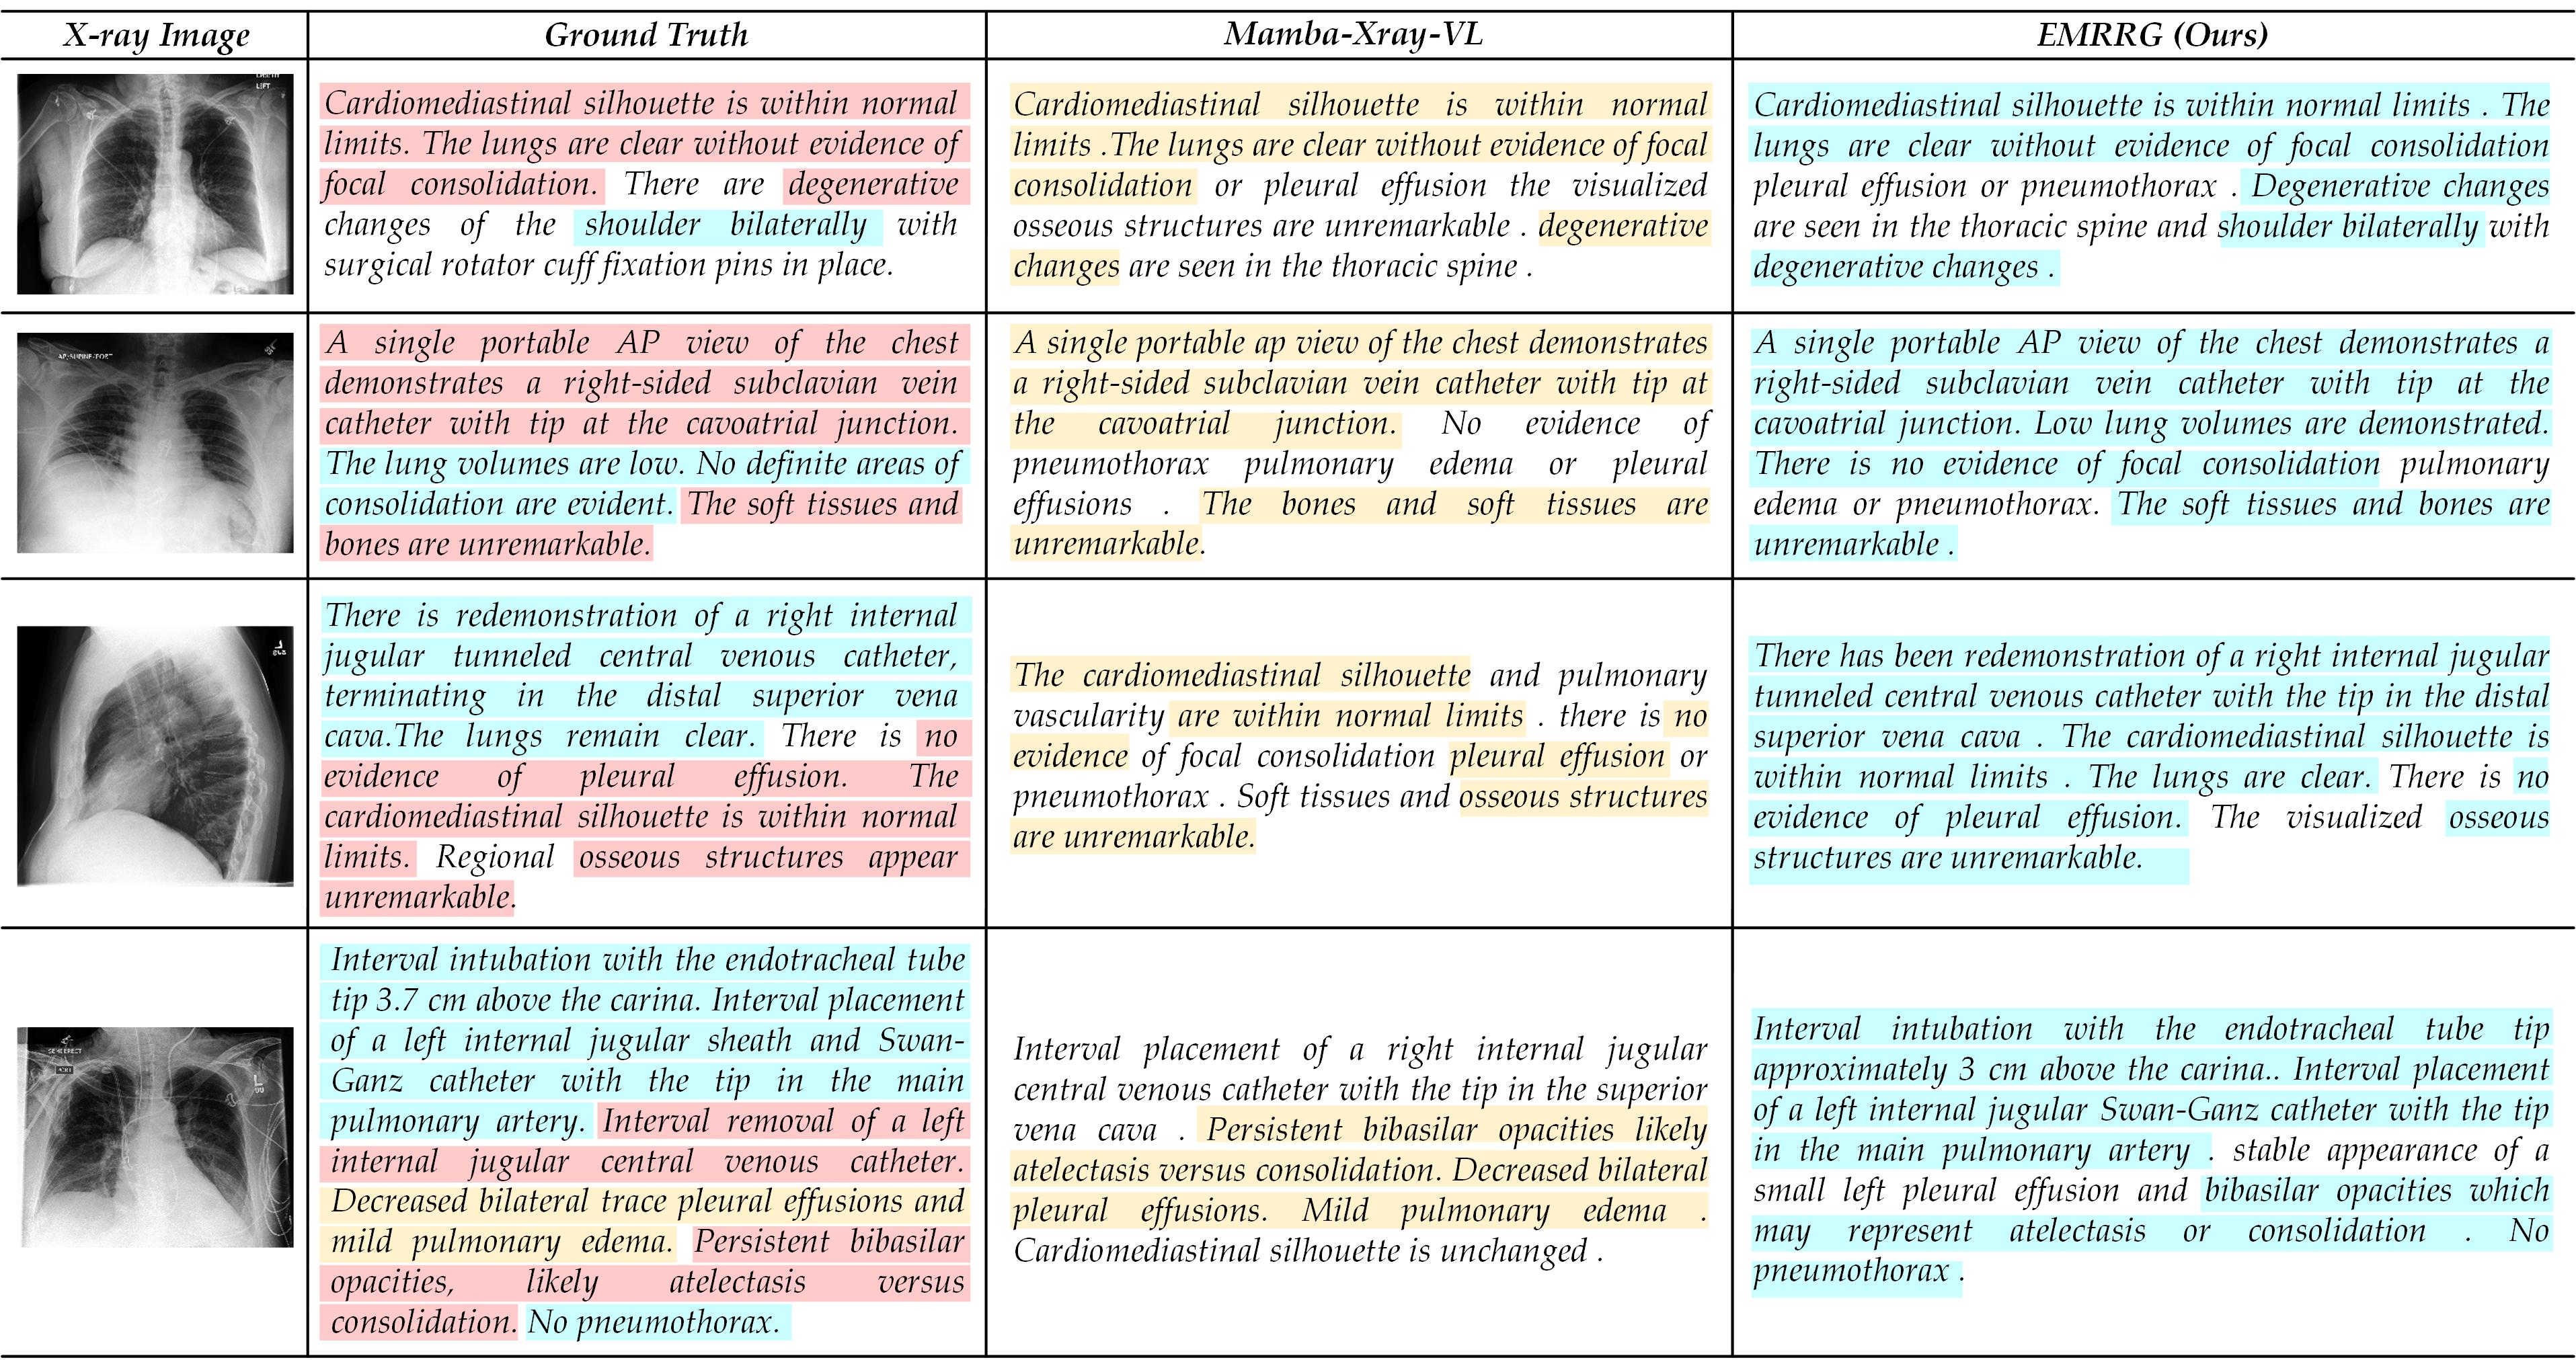 X-ray Image
Ground Truth
Mamba-Xray-VL
EMRRG (Ours)
LEFT
Cardiomediastinal silhouette is within normal
limits. The lungs are clear without evidence of
focal consolidation. There are degenerative
changes of the shoulder bilaterally with
surgical rotator cuff fixation pins in place.
Cardiomediastinal silhouette is within normal
limits .The lungs are clear without evidence of focal
consolidation or pleural effusion the visualized
osseous structures are unremarkable . degenerative
changes are seen in the thoracic spine .
Cardiomediastinal silhouette is within normal limits . The
lungs are clear without evidence of focal consolidation
pleural effusion or pneumothorax . Degenerative changes
are seen in the thoracic spine and shoulder bilaterally with
degenerative changes .
A single portable AP view of the chest
demonstrates a right-sided subclavian vein
catheter with tip at the cavoatrial junction.
The lung volumes are low. No definite areas of
consolidation are evident. The soft tissues and
bones are unremarkable.
A single portable ap view of the chest demonstrates
a right-sided subclavian vein catheter with tip at
the cavoatrial junction. No evidence of
pneumothorax pulmonary edema or pleural
effusions . The bones and soft tissues are
unremarkable.
A single portable AP view of the chest demonstrates a
right-sided subclavian vein catheter with tip at the
cavoatrial junction. Low lung volumes are demonstrated.
There is no evidence of focal consolidation pulmonary
edema or pneumothorax. The soft tissues and bones are
unremarkable .
There is redemonstration of a right internal
jugular tunneled central venous catheter,
terminating in the distal superior vena
cava.The lungs remain clear. There is no
evidence of pleural effusion. The
cardiomediastinal silhouette is within normal
limits. Regional osseous structures appear
unremarkable.
The cardiomediastinal silhouette and pulmonary
vascularity are within normal limits . there is no
evidence of focal consolidation pleural effusion or
pneumothorax . Soft tissues and osseous structures
are unremarkable.
There has been redemonstration of a right internal jugular
tunneled central venous catheter with the tip in the distal
superior vena cava . The cardiomediastinal silhouette is
within normal limits . The lungs are clear. There is no
evidence of pleural effusion. The visualized osseous
structures are unremarkable.
Interval intubation with the endotracheal tube
tip 3.7 cm above the carina. Interval placement
of a left internal jugular sheath and Swan-
Ganz catheter with the tip in the main
pulmonary artery. Interval removal of a left
internal jugular central venous catheter.
Decreased bilateral trace pleural effusions and
mild pulmonary edema. Persistent bibasilar
opacities, likely atelectasis versus
consolidation. No pneumothorax.
Interval placement of a right internal jugular
central venous catheter with the tip in the superior
vena cava . Persistent bibasilar opacities likely
atelectasis versus consolidation. Decreased bilateral
pleural effusions. Mild pulmonary edema .
Cardiomediastinal silhouette is unchanged .
Interval intubation with the endotracheal tube tip
approximately 3 cm above the carina.. Interval placement
of a left internal jugular Swan-Ganz catheter with the tip
in the main pulmonary artery . stable appearance of a
small left pleural effusion and bibasilar opacities which
may represent atelectasis or consolidation . No
pneumothorax .